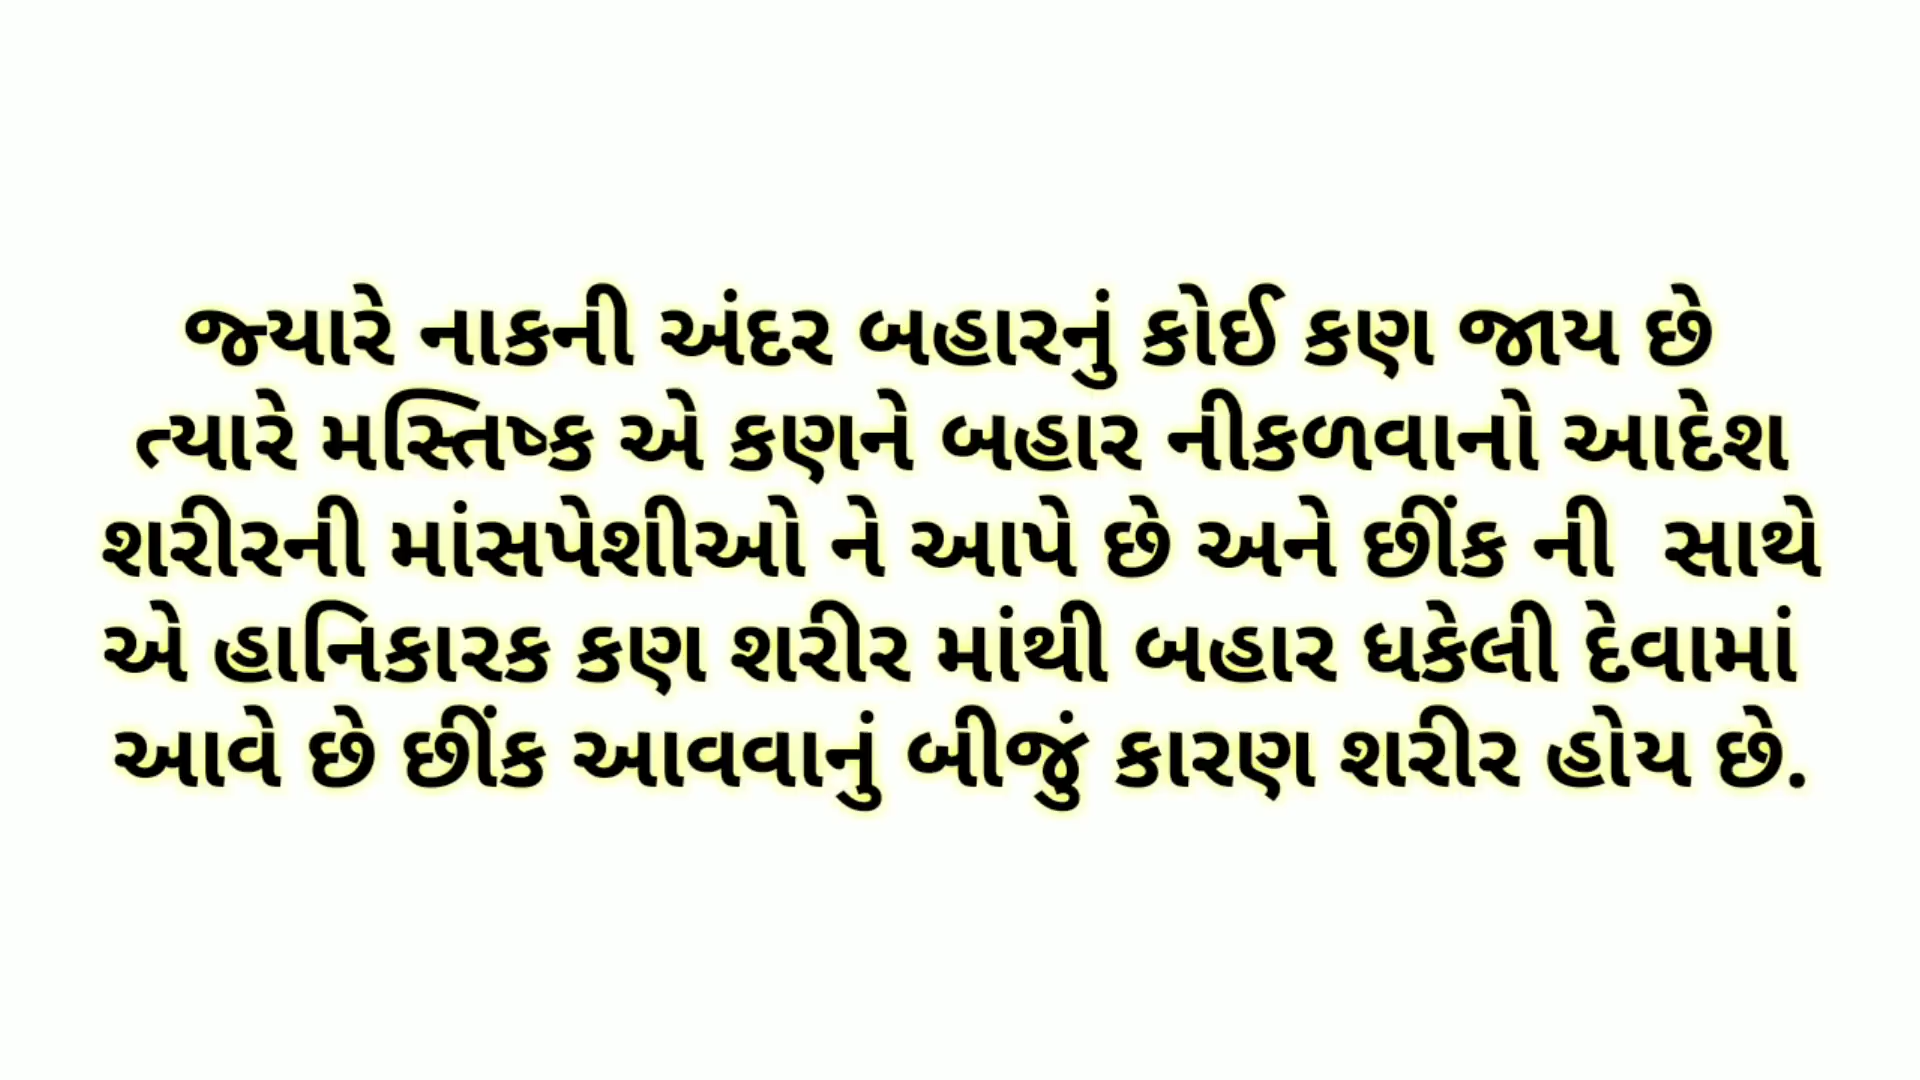 જ્યારે નાકની અંદર બહારનું કોઈ કણ જાય છે
ત્યારે મસ્તિષ્ક એ કણને બહાર નીકળવાનો આદેશ
શરીરની માંસપેશીઓ ને આપે છે અને છીંક ની  સાથે
એ હાનિકારક કણ શરીર માંથી બહાર ધકેલી દેવામાં
આવે છે છીંક આવવાનું બીજું કારણ શરીર હોય છે.